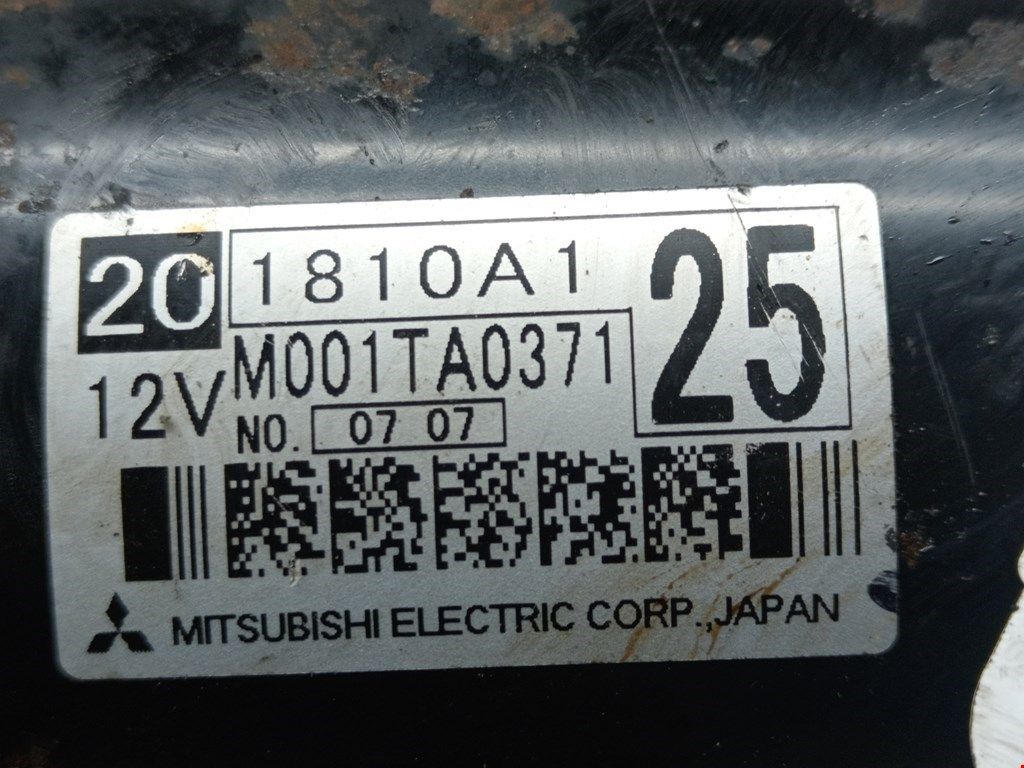 20 1810A1 25
12V M001TA0371
NO. 07 07
MITSUBISHI ELECTRIC CORP.,JAPAN